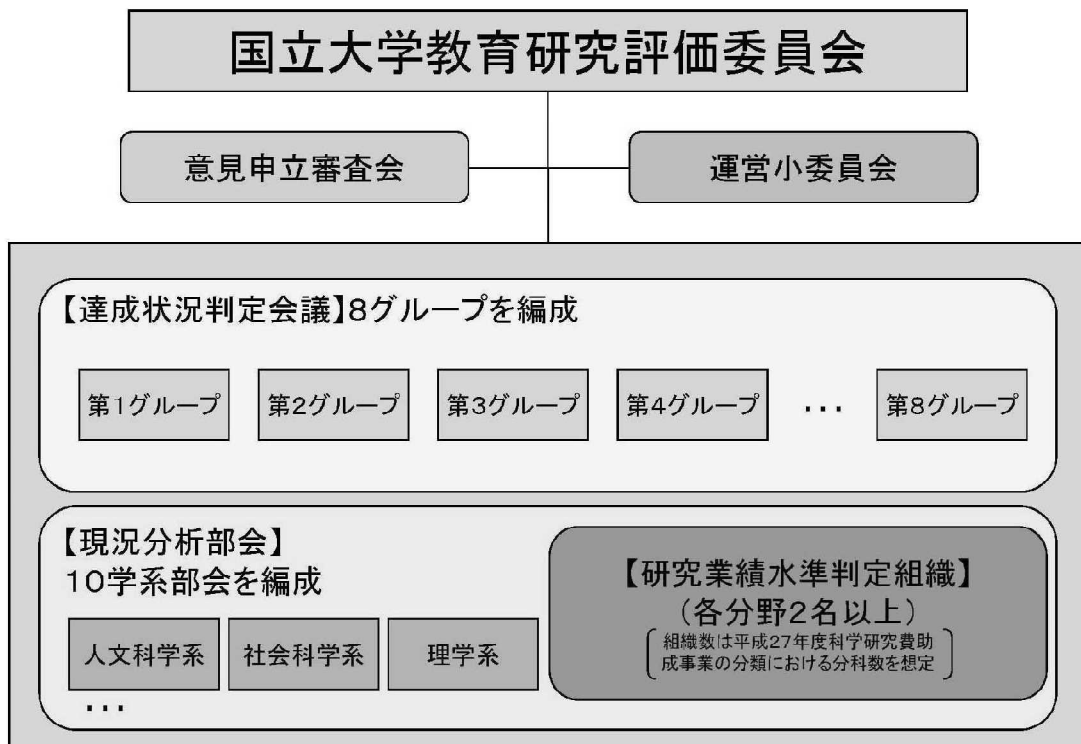 国立大学教育研究評価委員会
意見申立審査会
運営小委員会
【達成状況判定会議】8グループを編成
第1グループ
第2グループ
第3グループ
第4グループ
・・・
第8グループ
【現況分析部会】
10学系部会を編成
人文科学系
社会科学系
理学系
・・・
【研究業績水準判定組織】
（各分野2名以上）
組織数は平成27年度科学研究費助
成事業の分類における分科数を想定